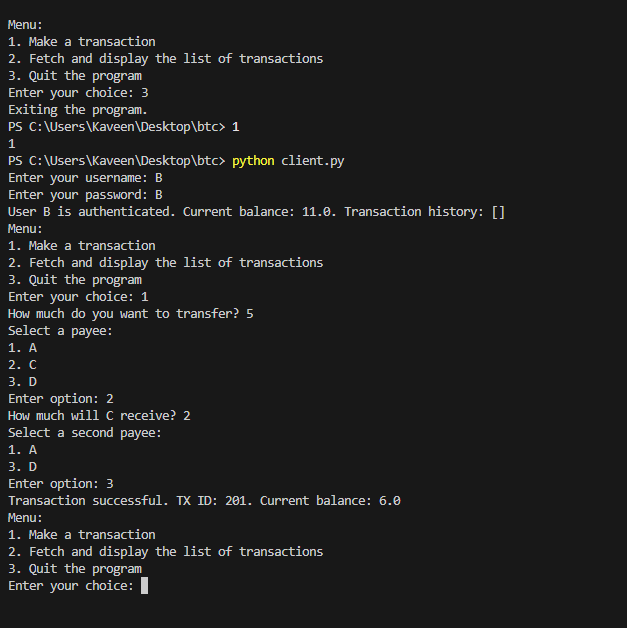 Menu:
1. Make a transaction
2. Fetch and display the list of transactions
3. Quit the program
Enter your choice: 3
Exiting the program.
PS C:\Users\Kaveen\Desktop\btc> 1
1
PS C:\Users\Kaveen\Desktop\btc> python client.py
Enter your username: B
Enter your password: B
User B is authenticated. Current balance: 11.0. Transaction history: []
Menu:
1. Make a transaction
2. Fetch and display the list of transactions
3. Quit the program
Enter your choice: 1
How much do you want to transfer? 5
Select a payee:
1. A
2. C
3. D
Enter option: 2
How much will C receive? 2
Select a second payee:
1. A
3. D
Enter option: 3
Transaction successful. TX ID: 201. Current balance: 6.0
Menu:
1. Make a transaction
2. Fetch and display the list of transactions
3. Quit the program
Enter your choice: